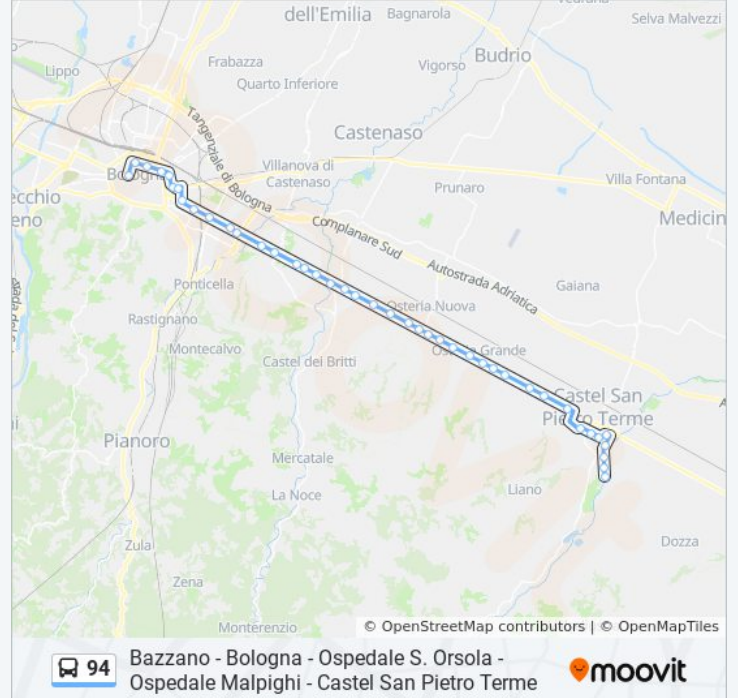 dell'Emilia
Bagnarola
Selva Malvezzi
Lippo
Frabazza
Vigorso
Budrio
Quarto Inferiore
Castenaso
Tangenziale di Bologna
Villanova di
Castenaso
Prunaro
Villa Fontana
ecchio
eno
Medicin
Complanare Sud
Autostrada Adriatica
Ponticella
Gaiana
Rastignano
Osteria Nuova
Montecalvo
Castel dei Britti
Castel San
Pietro Terme
Pianoro
Mercatale
La Noce
Liano
Zula
Dozza
Zena
Monterenzio
© OpenStreetMap contributors | © OpenMapTiles
94
Bazzano - Bologna - Ospedale S. Orsola -
Ospedale Malpighi - Castel San Pietro Terme
moovit